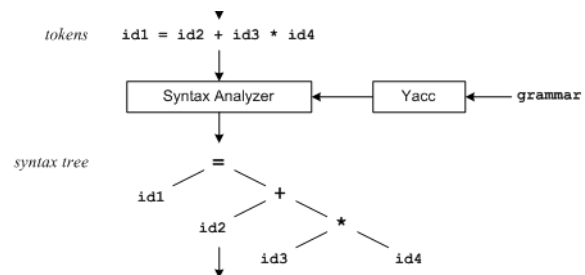 tokens id1 = id2 + id3 * id4
Syntax Analyzer Yacc grammar
syntax tree =
id1 +
id2 *
id3 id4